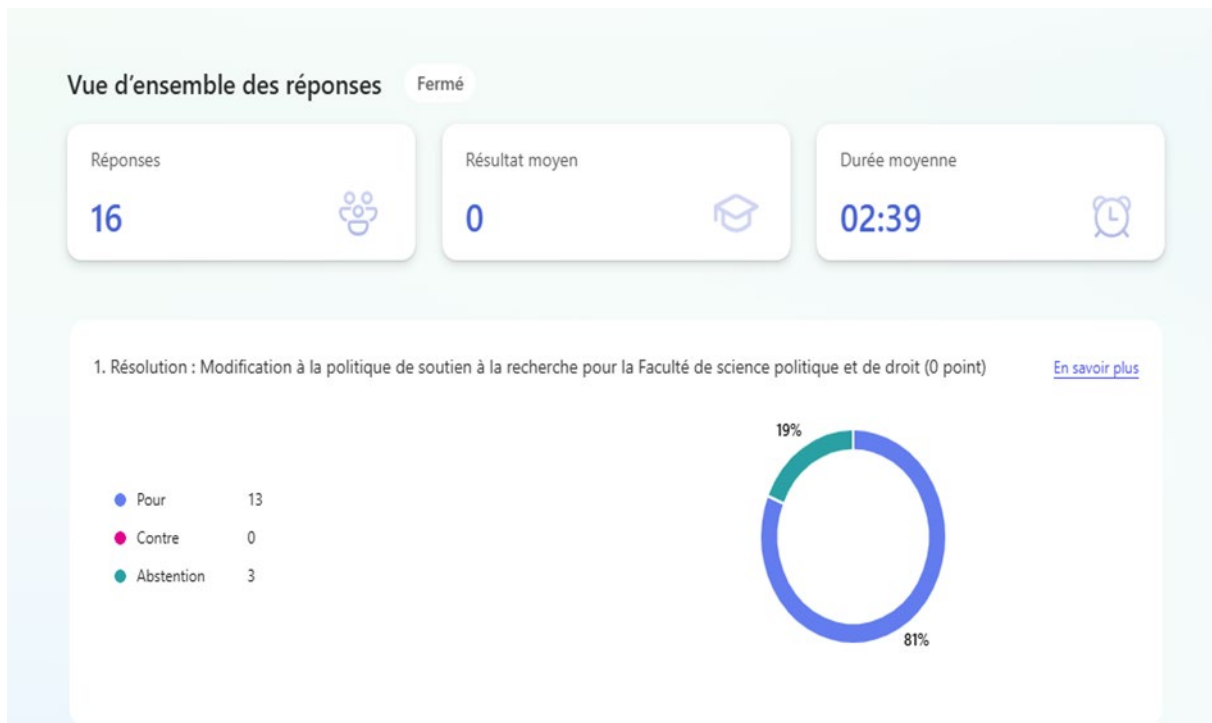 Vue d’ensemble des réponses Fermé
Réponses
16
Résultat moyen
0
Durée moyenne
02:39
1. Résolution : Modification à la politique de soutien à la recherche pour la Faculté de science politique et de droit (0 point) En savoir plus
Pour 13
Contre 0
Abstention 3
19%
81%